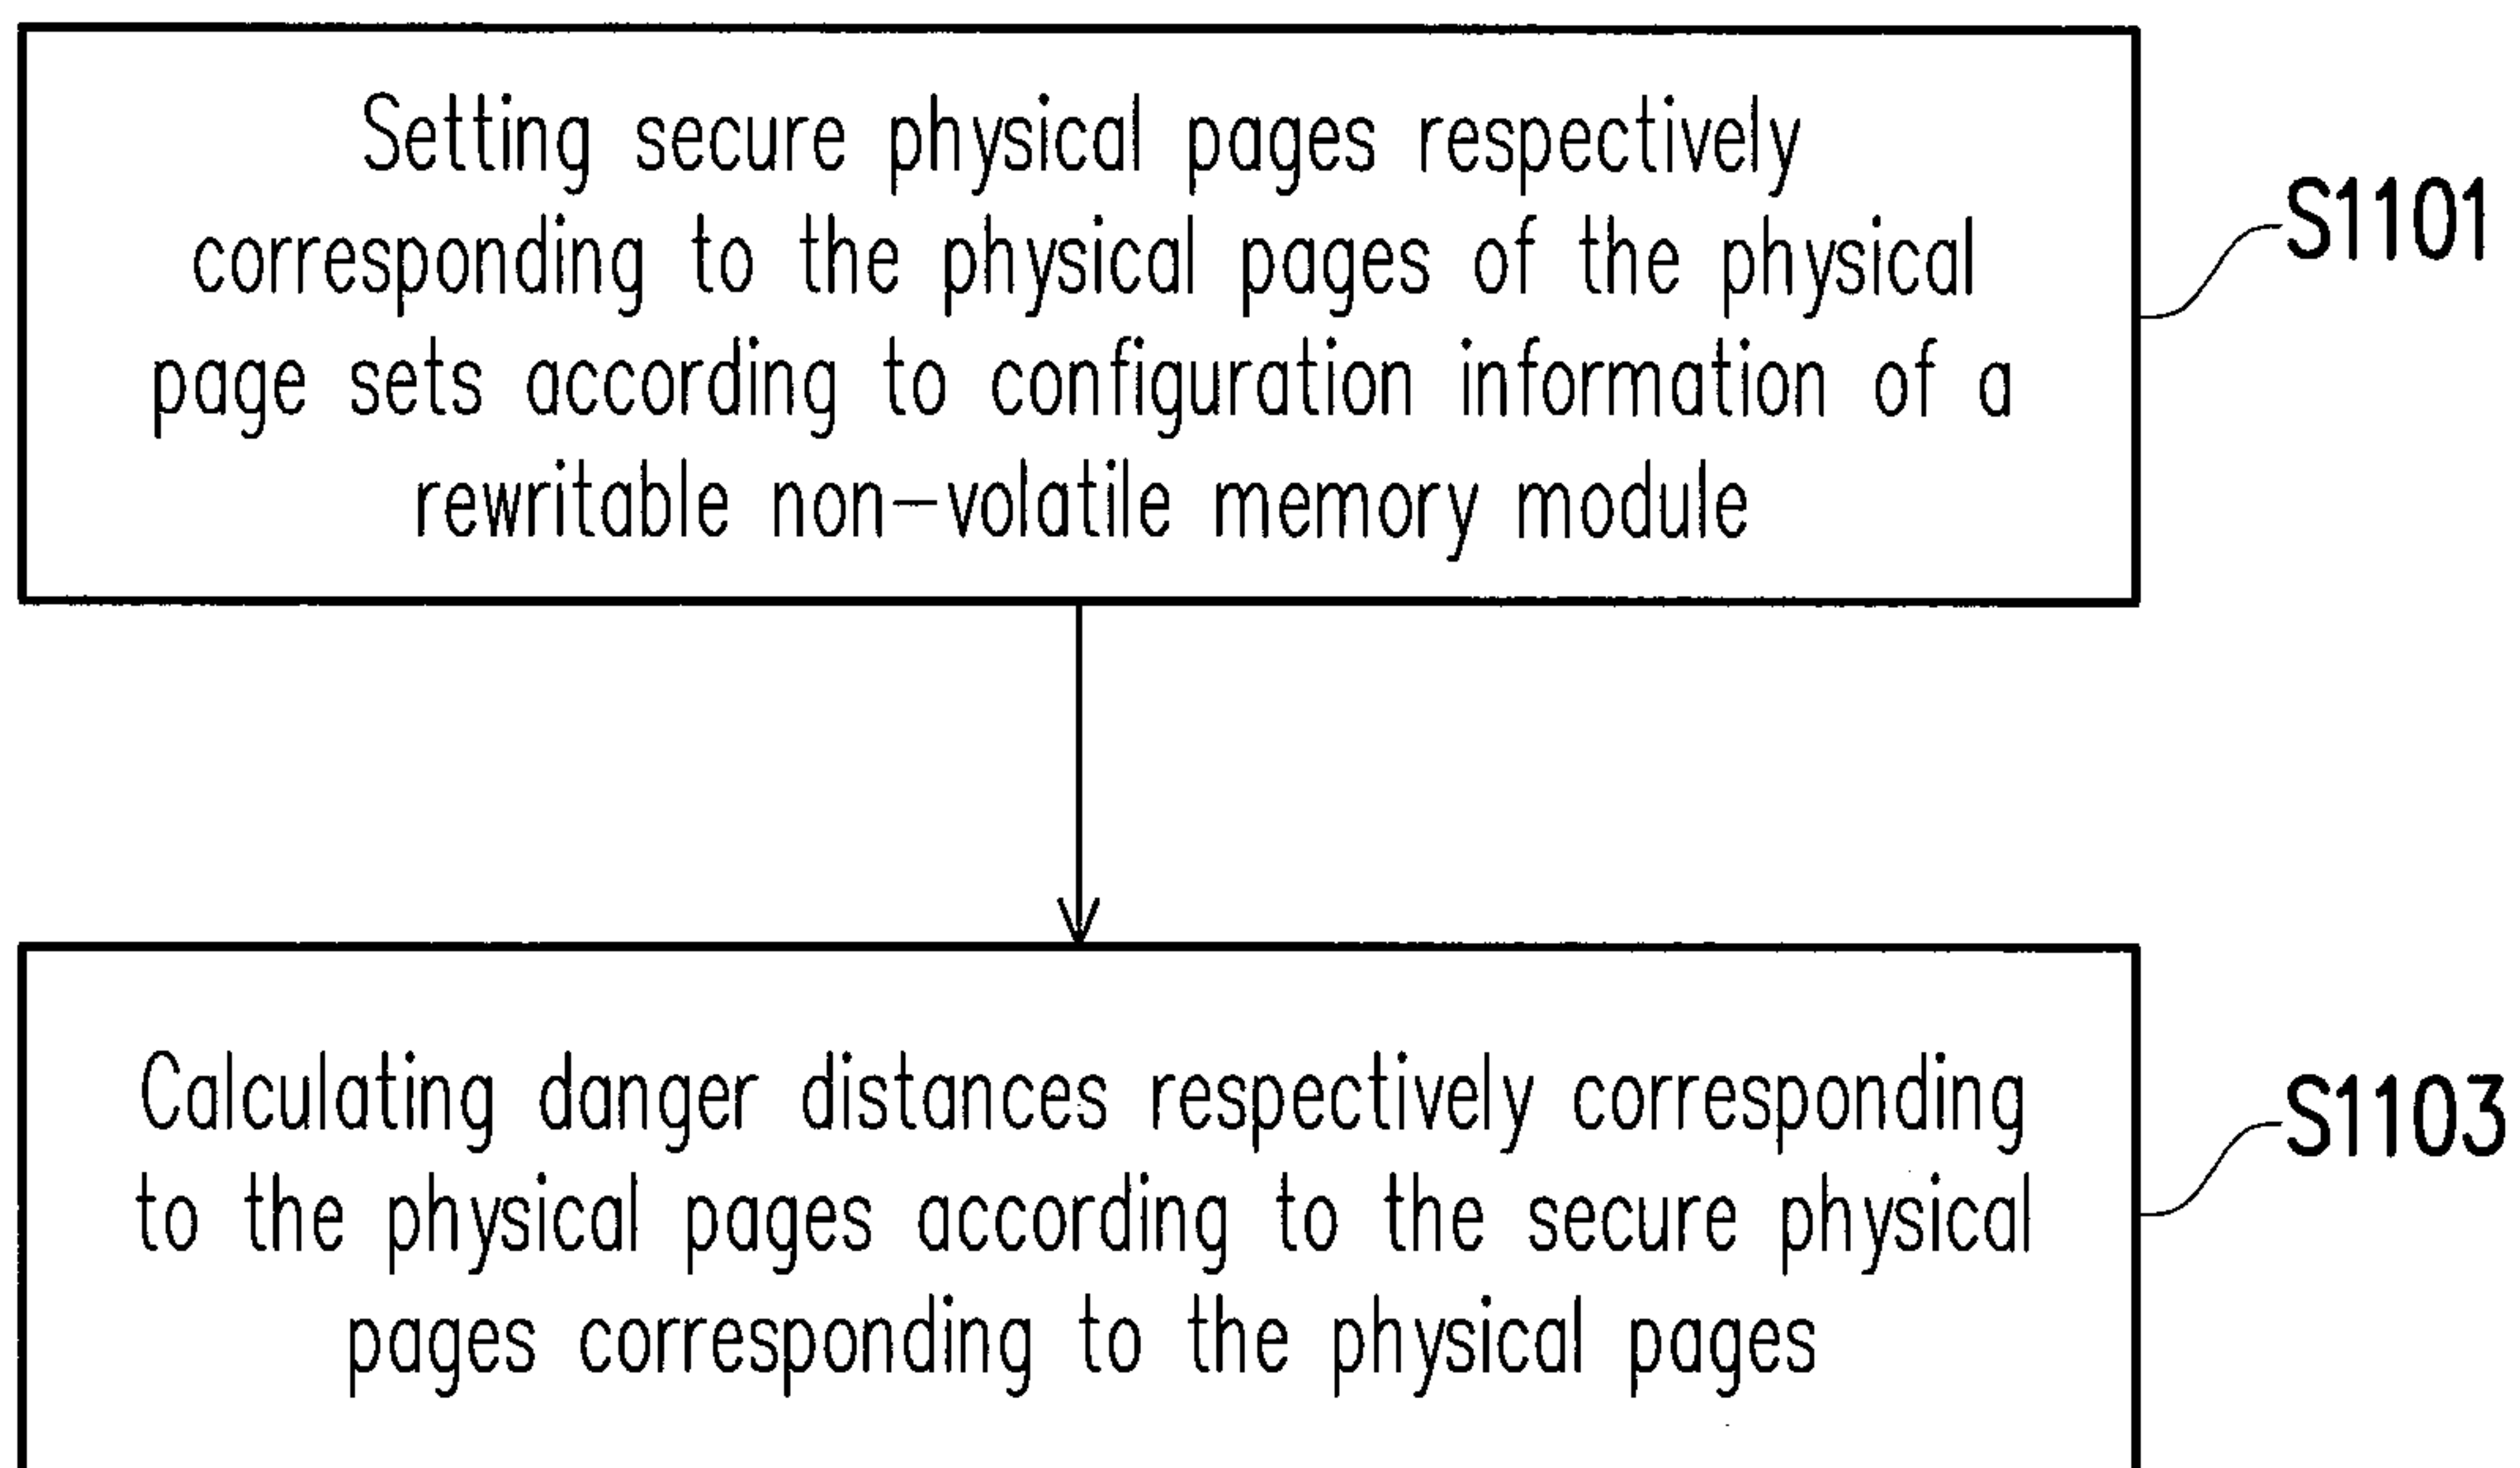 Setting secure physical pages respectively
corresponding to the physical pages of the physical
page sets according to configuration information of a
rewritable non-volatile memory module
S1101
Calculating danger distances respectively corresponding
to the physical pages according to the secure physical
pages corresponding to the physical pages
S1103